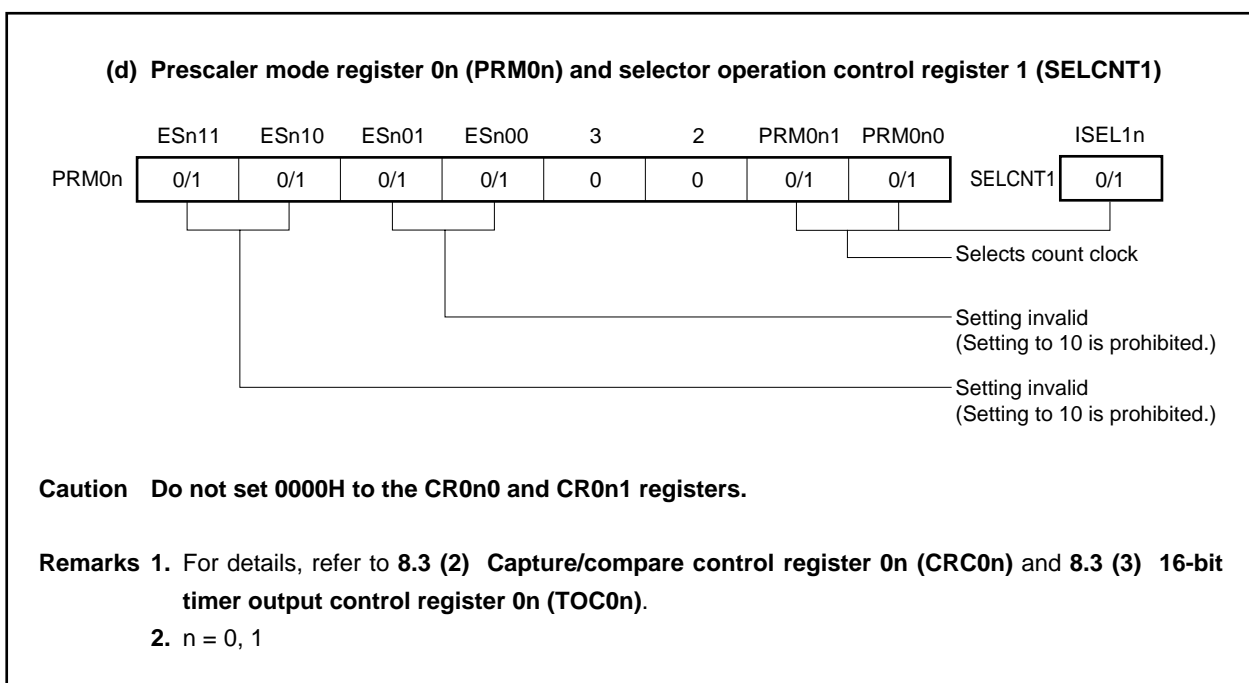 (d) Prescaler mode register 0n (PRM0n) and selector operation control register 1 (SELCNT1)
ESn11 ESn10 ESn01 ESn00 3 2 PRM0n1 PRM0n0 ISEL1n
PRM0n 0/1 0/1 0/1 0/1 0 0 0/1 0/1 SELCNT1 0/1
Selects count clock
Setting invalid
(Setting to 10 is prohibited.)
Setting invalid
(Setting to 10 is prohibited.)
Caution Do not set 0000H to the CR0n0 and CR0n1 registers.
Remarks 1. For details, refer to 8.3 (2) Capture/compare control register 0n (CRC0n) and 8.3 (3) 16-bit
timer output control register 0n (TOC0n).
2. n = 0, 1